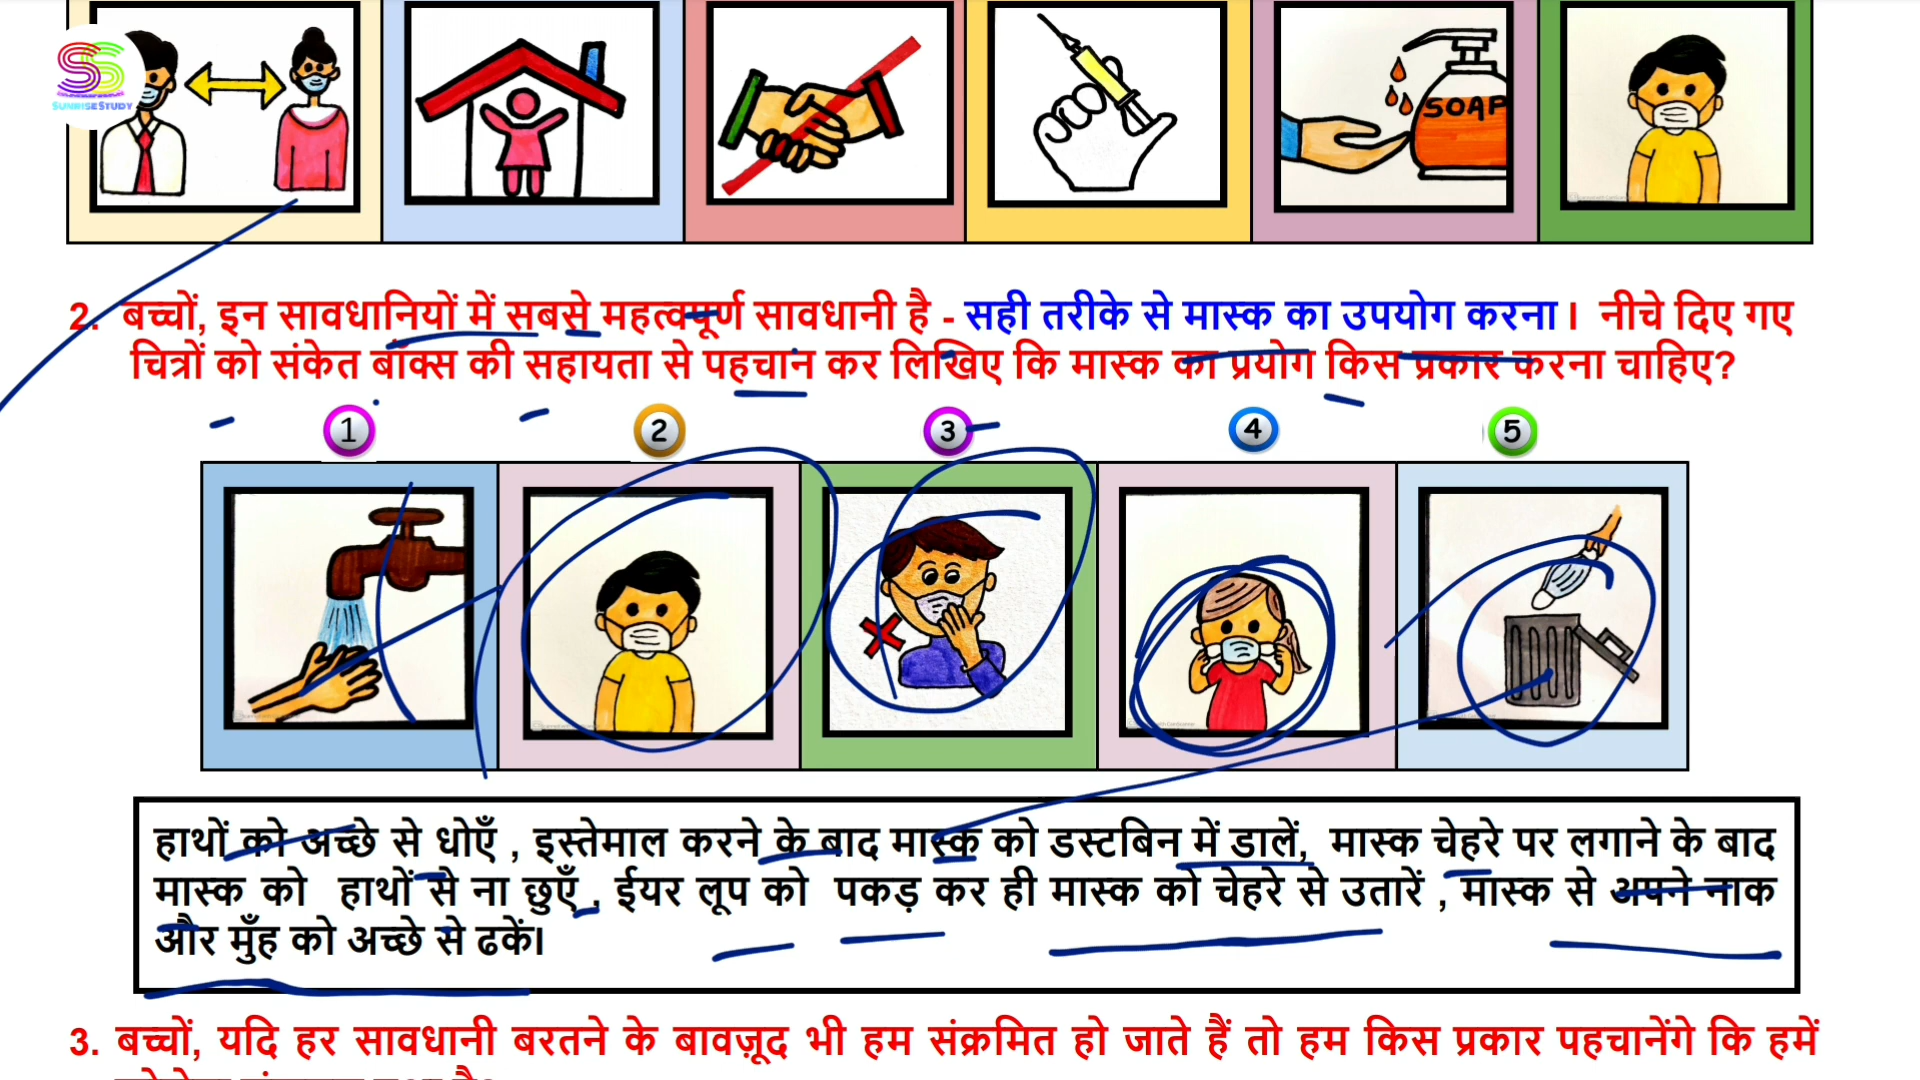 SS
SUNRISE STUDY
SOAP
2. बच्चों, इन सावधानियों में सबसे महत्वपूर्ण सावधानी है - सही तरीके से मास्क का उपयोग करना। नीचे दिए गए
चित्रों को संकेत बॉक्स की सहायता से पहचान कर लिखिए कि मास्क का प्रयोग किस प्रकार करना चाहिए?
1 2 3 4 5
हाथों को अच्छे से धोएँ , इस्तेमाल करने के बाद मास्क को डस्टबिन में डालें, मास्क चेहरे पर लगाने के बाद
मास्क को हाथों से ना छुएँ , ईयर लूप को पकड़ कर ही मास्क को चेहरे से उतारें , मास्क से अपने नाक
और मुँह को अच्छे से ढकें।
3. बच्चों, यदि हर सावधानी बरतने के बावज़ूद भी हम संक्रमित हो जाते हैं तो हम किस प्रकार पहचानेंगे कि हमें